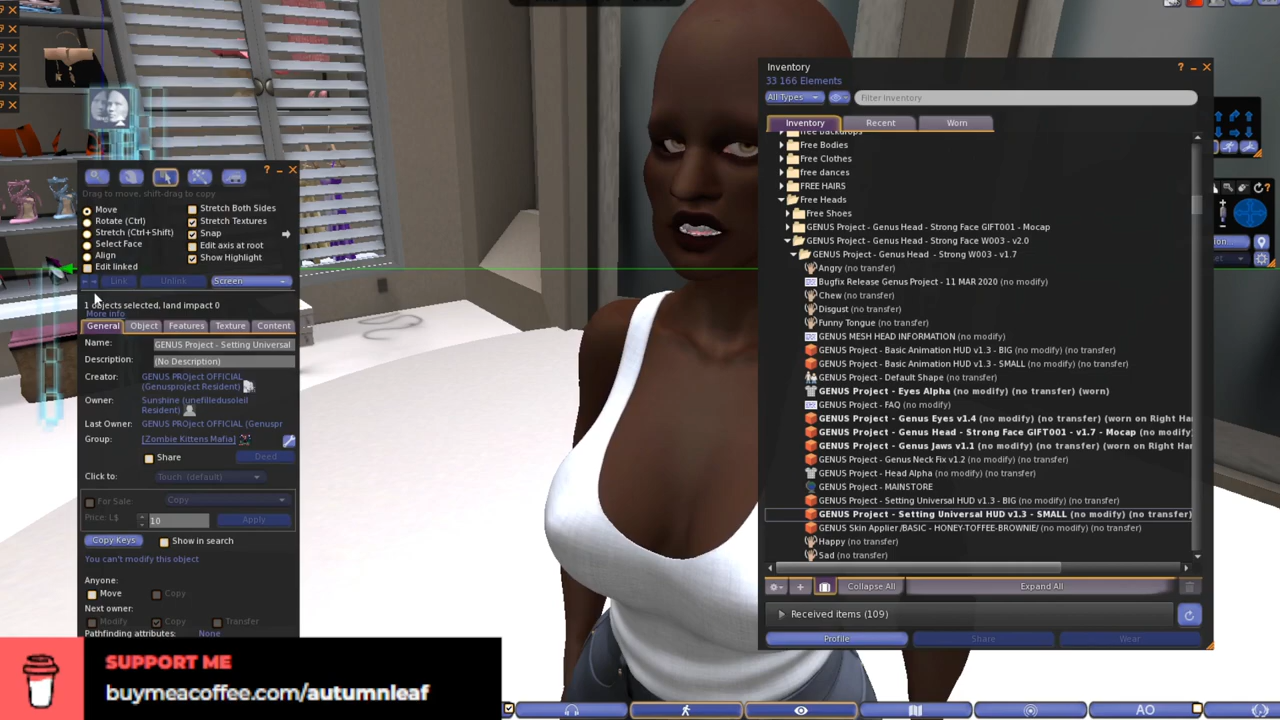 Drag to move, shift-drag to copy
Move
Rotate (Ctrl)
Stretch (Ctrl+Shift)
Select Face
Align
Edit linked
Stretch Both Sides
Stretch Textures
Snap
Edit axis at root
Show Highlight
Link
Unlink
Screen
1 objects selected, land impact 0
More info
General
Object
Features
Texture
Content
Name:
GENUS Project - Setting Universal
Description:
(No Description)
Creator:
GENUS PROject OFFICIAL
(Genusproject Resident)
Owner:
Sunshine (unefilledusoleil
Resident)
Last Owner:
GENUS PROject OFFICIAL (Genuspr
Group:
[Zombie Kittens Mafia]
Share
Deed
Click to:
Touch (default)
For Sale:
Copy
Price: L$
10
Apply
Copy Keys
Show in search
You can't modify this object
Anyone:
Move
Copy
Next owner:
Modify
Copy
Transfer
Pathfinding attributes:
None
SUPPORT ME
buymeacoffee.com/autumnleaf
Inventory
33 166 Elements
All Types
Filter Inventory
Inventory
Recent
Worn
free backdrops
Free Bodies
Free Clothes
free dances
FREE HAIRS
Free Heads
Free Shoes
GENUS Project - Genus Head - Strong Face GIFT001 - Mocap
GENUS Project - Genus Head - Strong Face W003 - v2.0
GENUS Project - Genus Head - Strong W003 - v1.7
Angry (no transfer)
Bugfix Release Genus Project - 11 MAR 2020 (no modify)
Chew (no transfer)
Disgust (no transfer)
Funny Tongue (no transfer)
GENUS MESH HEAD INFORMATION (no modify)
GENUS Project - Basic Animation HUD v1.3 - BIG (no modify) (no transfer)
GENUS Project - Basic Animation HUD v1.3 - SMALL (no modify) (no transfer)
GENUS Project - Default Shape (no transfer)
GENUS Project - Eyes Alpha (no modify) (no transfer) (worn)
GENUS Project - FAQ (no modify)
GENUS Project - Genus Eyes v1.4 (no modify) (no transfer) (worn on Right Ha
GENUS Project - Genus Head - Strong Face GIFT001 - v1.7 - Mocap (no modify)
GENUS Project - Genus Jaws v1.1 (no modify) (no transfer) (worn on Right Ha
GENUS Project - Genus Neck Fix v1.2 (no modify) (no transfer)
GENUS Project - Head Alpha (no modify) (no transfer)
GENUS Project - MAINSTORE
GENUS Project - Setting Universal HUD v1.3 - BIG (no modify) (no transfer)
GENUS Project - Setting Universal HUD v1.3 - SMALL (no modify) (no transfer)
GENUS Skin Applier /BASIC - HONEY-TOFFEE-BROWNIE/ (no modify) (no transfer)
Happy (no transfer)
Sad (no transfer)
Collapse All
Expand All
Received items (109)
Profile
Share
Wear
AO